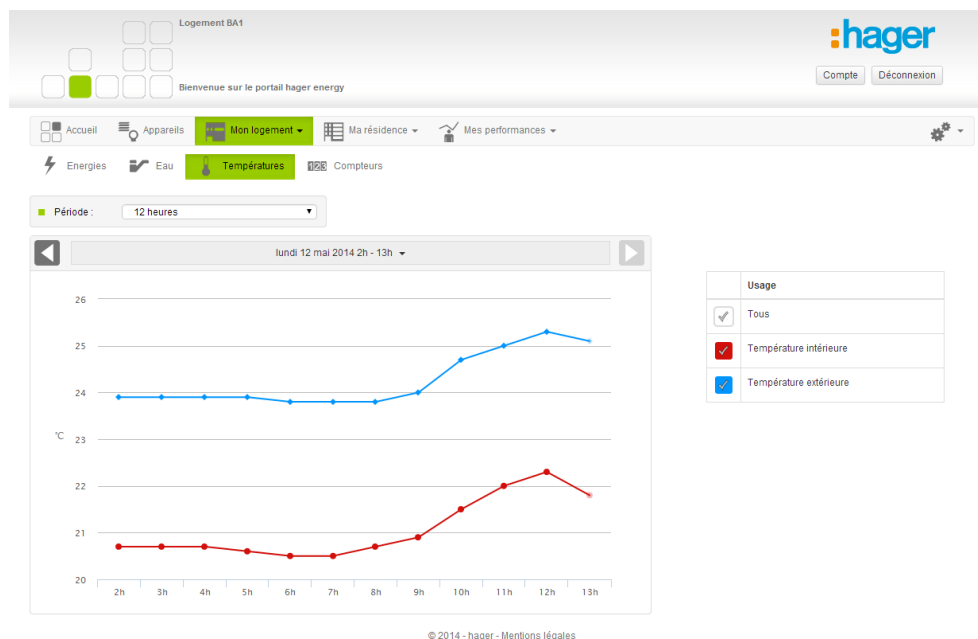 Logement BA1
hager
Bienvenue sur le portail hager energy
Compte Déconnexion
Accueil Appareils Mon logement Ma résidence Mes performances
Energies Eau Températures 123 Compteurs
Période : 12 heures
lundi 12 mai 2014 2h - 13h
Usage
Tous
Température intérieure
Température extérieure
26
25
24
°C
23
22
21
20
2h 3h 4h 5h 6h 7h 8h 9h 10h 11h 12h 13h
© 2014 - hager - Mentions légales